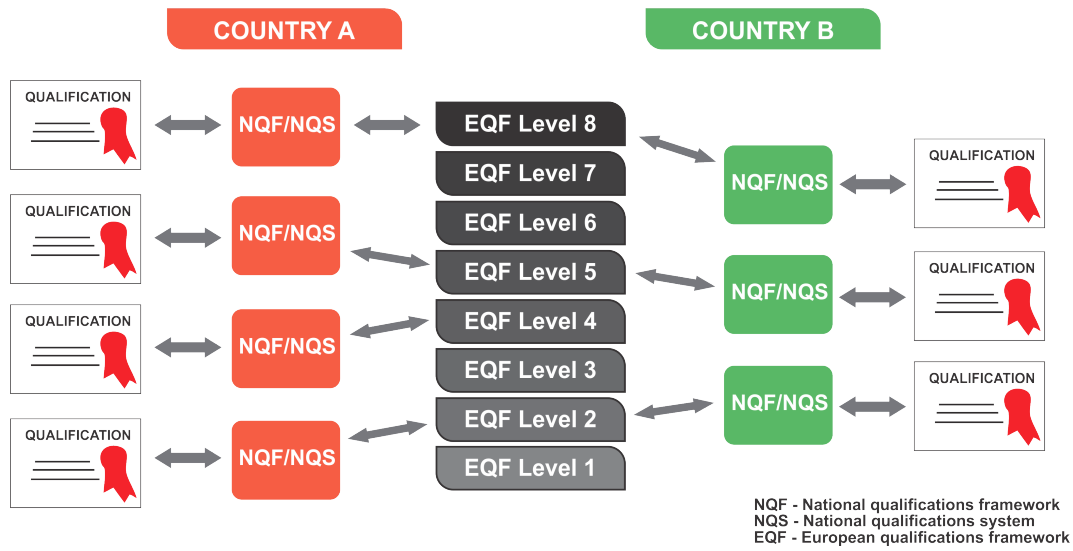 COUNTRY A
COUNTRY B
QUALIFICATION
NQF/NQS
EQF Level 8
NQF/NQS
QUALIFICATION
EQF Level 7
QUALIFICATION
NQF/NQS
EQF Level 6
EQF Level 5
NQF/NQS
QUALIFICATION
QUALIFICATION
NQF/NQS
EQF Level 4
EQF Level 3
NQF/NQS
QUALIFICATION
EQF Level 2
QUALIFICATION
NQF/NQS
EQF Level 1
NQF - National qualifications framework
NQS - National qualifications system
EQF - European qualifications framework